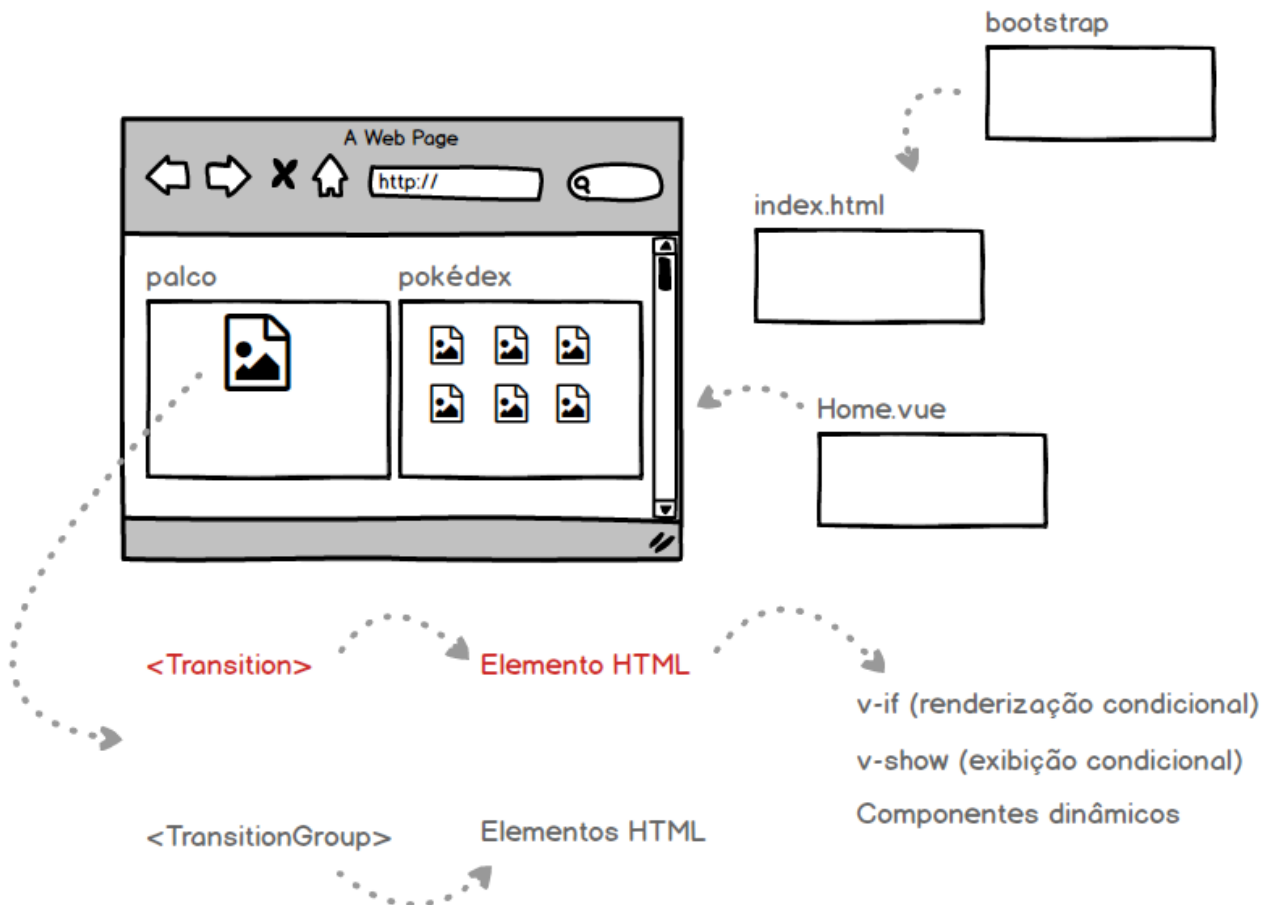 bootstrap
A Web Page
http://
index.html
palco
pokédex
Home.vue
<Transition>
Elemento HTML
v-if (renderização condicional)
v-show (exibição condicional)
Componentes dinâmicos
<TransitionGroup>
Elementos HTML